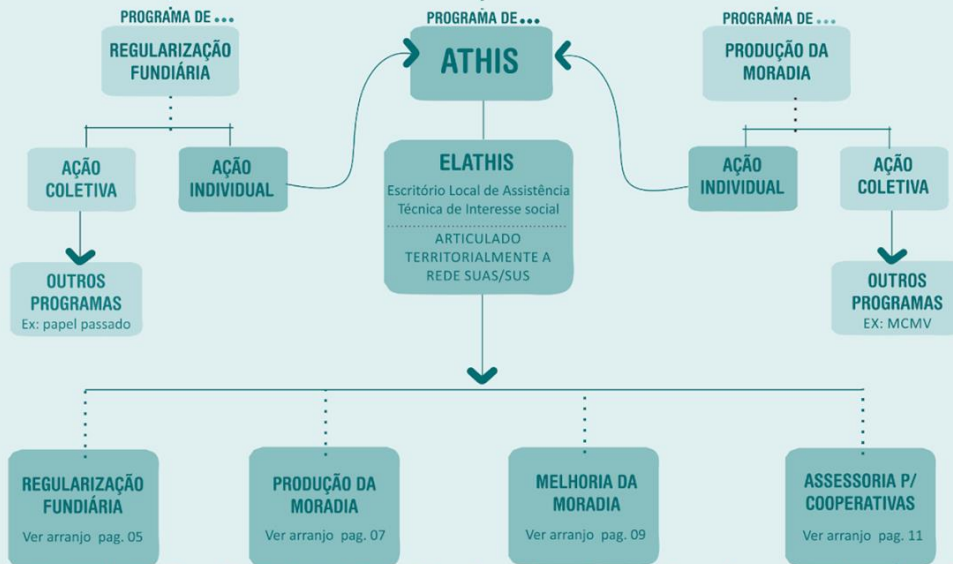 PROGRAMA DE...
REGULARIZAÇÃO
FUNDIÁRIA
AÇÃO
COLETIVA
AÇÃO
INDIVIDUAL
OUTROS
PROGRAMAS
Ex: papel passado
PROGRAMA DE...
ATHIS
ELATHIS
Escritório Local de Assistência
Técnica de Interesse social
ARTICULADO
TERRITORIALMENTE A
REDE SUAS/SUS
PROGRAMA DE...
PRODUÇÃO DA
MORADIA
AÇÃO
INDIVIDUAL
AÇÃO
COLETIVA
OUTROS
PROGRAMAS
EX: MCMV
REGULARIZAÇÃO
FUNDIÁRIA
Ver arranjo pag. 05
PRODUÇÃO DA
MORADIA
Ver arranjo pag. 07
MELHORIA DA
MORADIA
Ver arranjo pag. 09
ASSESSORIA P/
COOPERATIVAS
Ver arranjo pag. 11